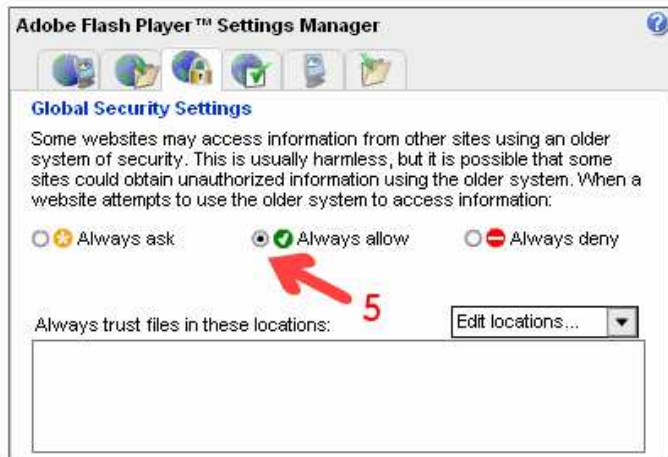 Adobe Flash Player™ Settings Manager
?
Global Security Settings
Some websites may access information from other sites using an older
system of security. This is usually harmless, but it is possible that some
sites could obtain unauthorized information using the older system. When a
website attempts to use the older system to access information:
Always ask Always allow Always deny
5
Always trust files in these locations: Edit locations...